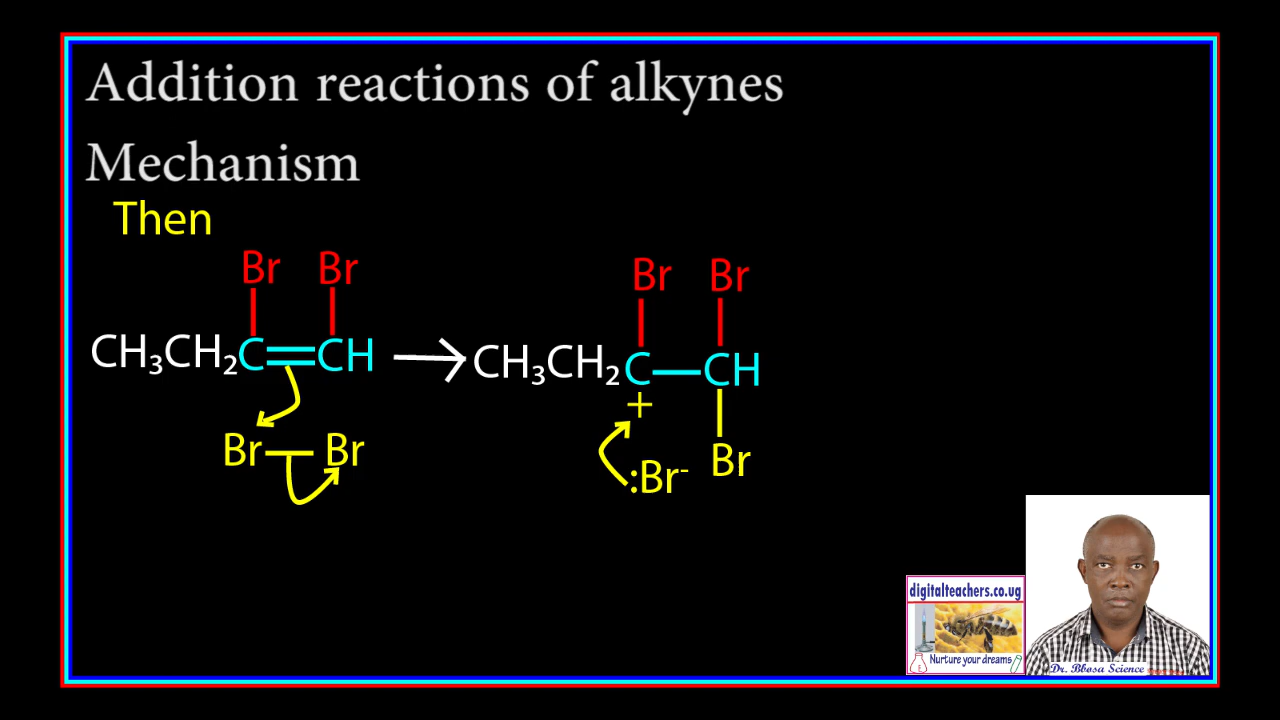 Addition reactions of alkynes
Mechanism
Then
Br Br Br Br
CH₃CH₂C=CH → CH₃CH₂C—CH
+
Br—Br :Br⁻ Br
digitalteachers.co.ug
Nurture your dreams
Dr. Bbosa Science